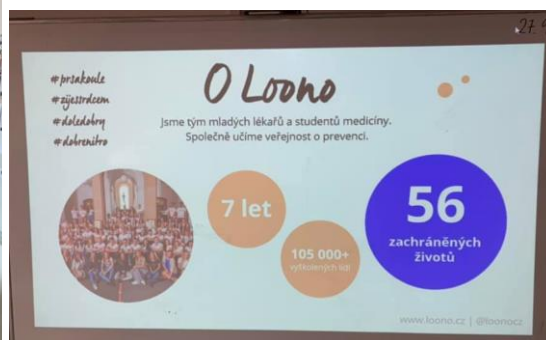 27.
#prsakoule
#zijessrdcem
#doledobry
#dobrenitro
O Loono
Jsme tým mladých lékařů a studentů medicíny.
Společně učíme veřejnost o prevenci.
7 let
105 000+
vyškolených lidí
56
zachráněných
životů
www.loono.cz | @loonocz